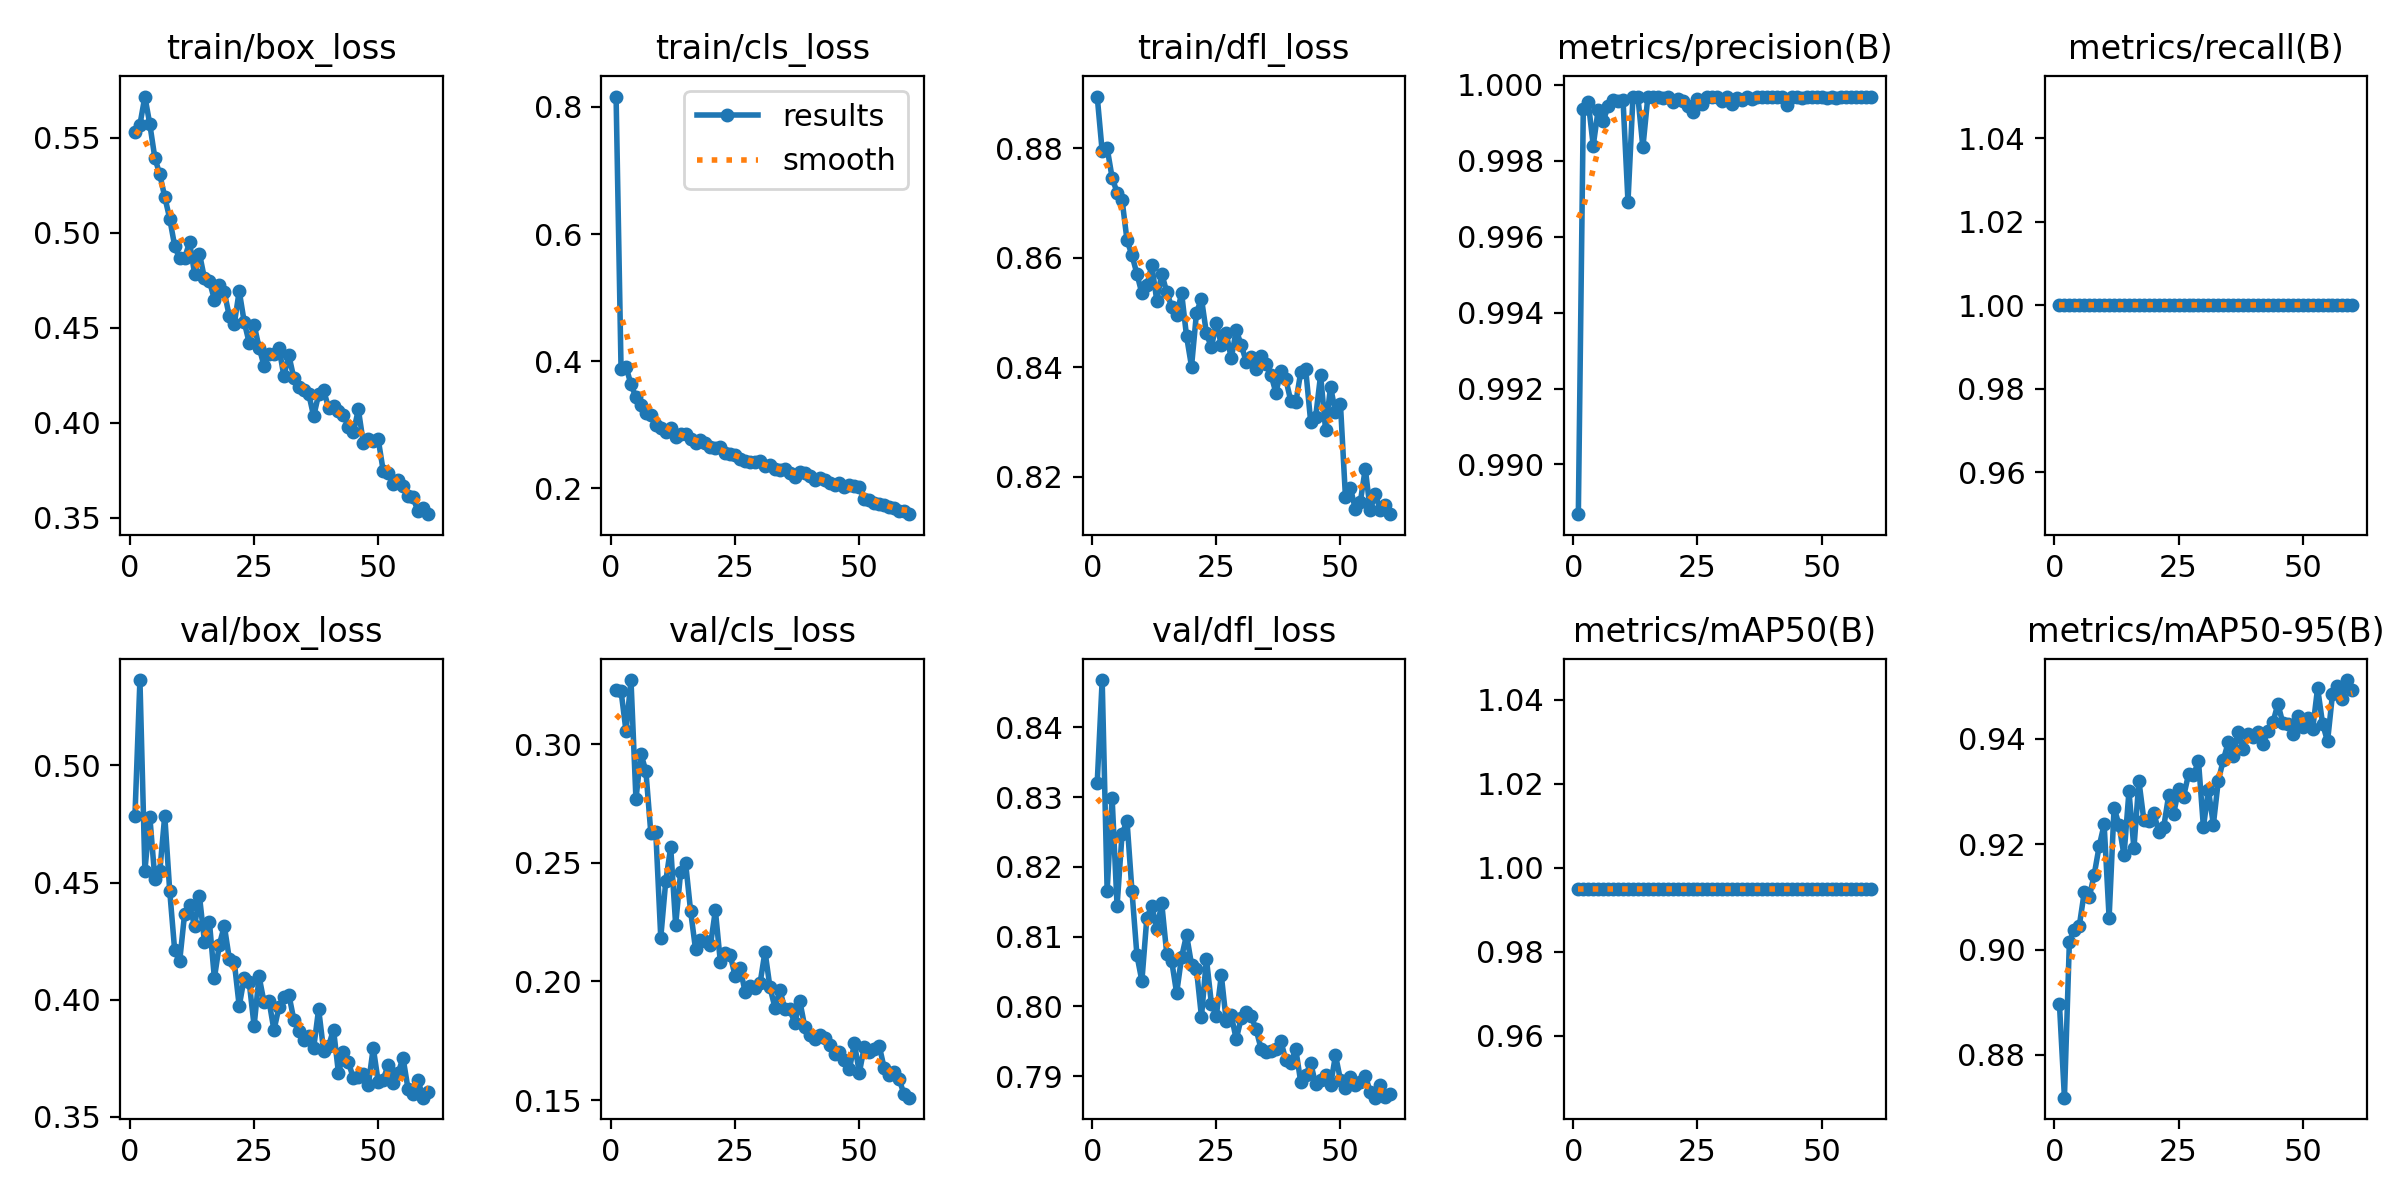 train/box_loss
0.55
0.50
0.45
0.40
0.35
0 25 50
train/cls_loss
results
smooth
0.8
0.6
0.4
0.2
0 25 50
train/dfl_loss
0.88
0.86
0.84
0.82
0 25 50
metrics/precision(B)
1.000
0.998
0.996
0.994
0.992
0.990
0 25 50
metrics/recall(B)
1.04
1.02
1.00
0.98
0.96
0 25 50
val/box_loss
0.50
0.45
0.40
0.35
0 25 50
val/cls_loss
0.30
0.25
0.20
0.15
0 25 50
val/dfl_loss
0.84
0.83
0.82
0.81
0.80
0.79
0 25 50
metrics/mAP50(B)
1.04
1.02
1.00
0.98
0.96
0 25 50
metrics/mAP50-95(B)
0.94
0.92
0.90
0.88
0 25 50